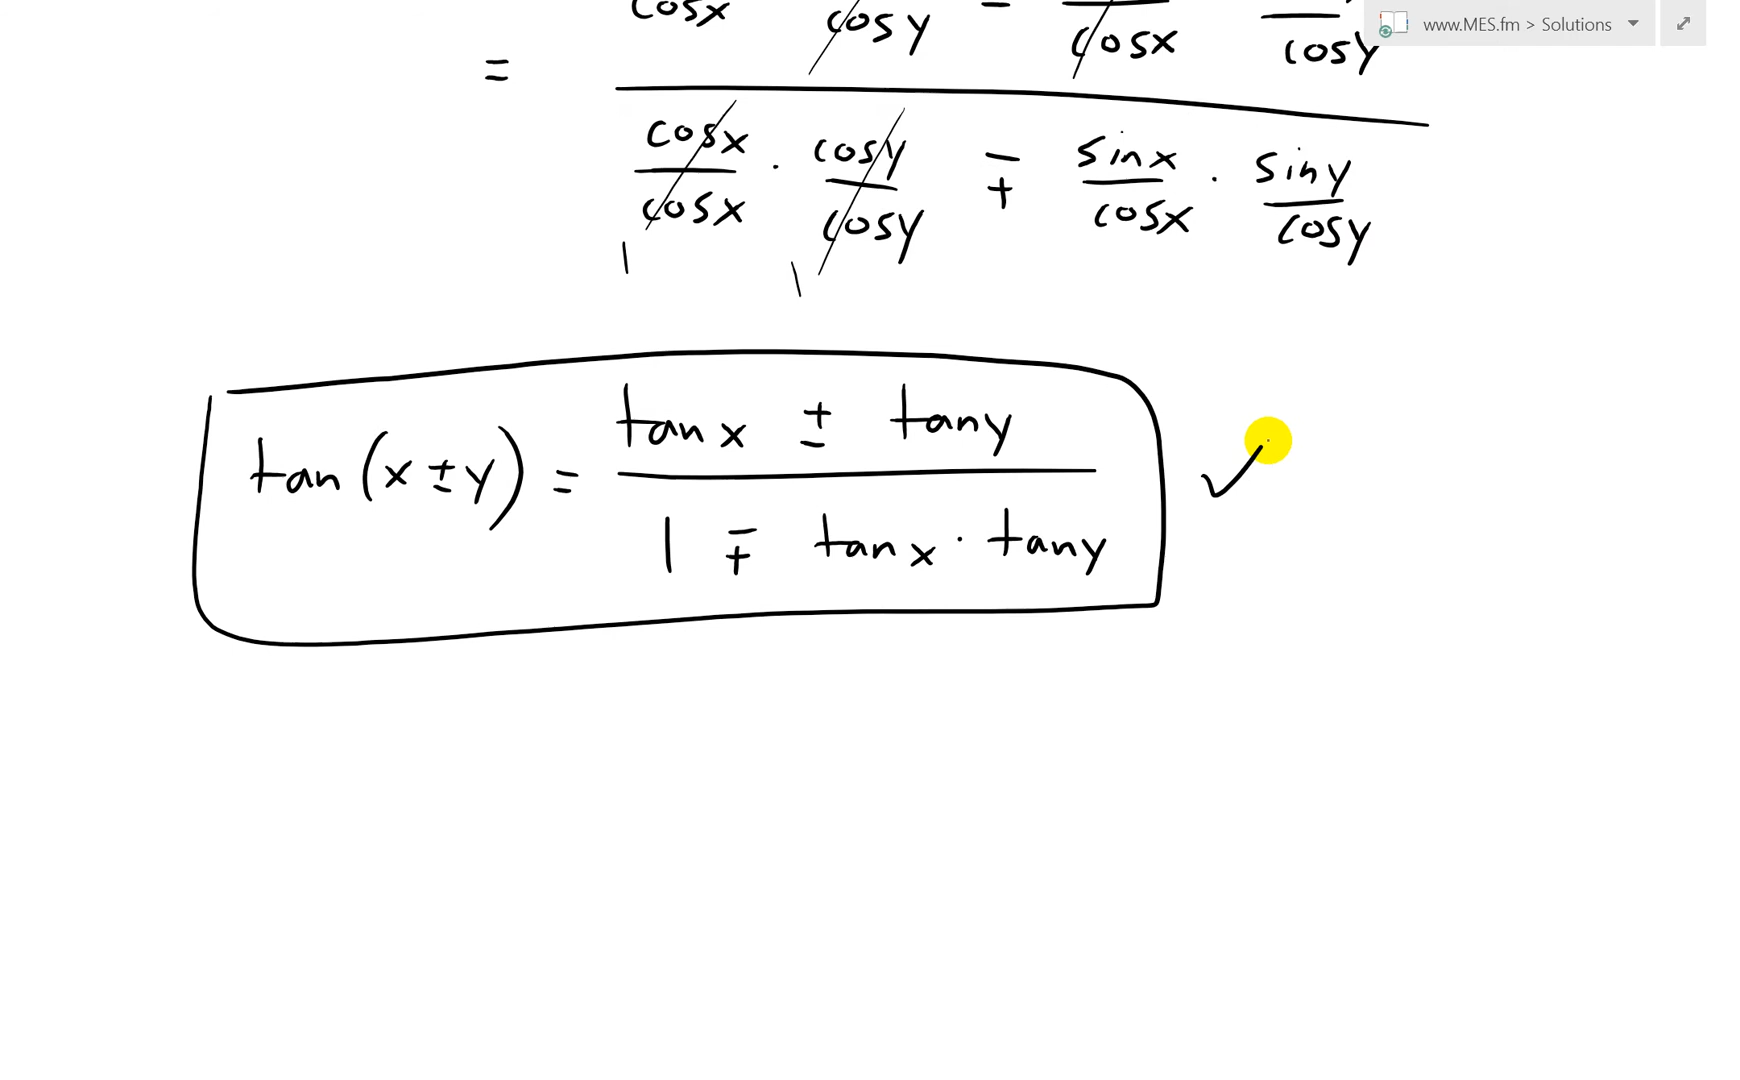 cosx cosy cosx cosy
www.MES.fm > Solutions
=
cosx/cosx · cosy/cosy ∓ sinx/cosx · siny/cosy
1 1
tan(x ± y) = (tanx ± tany)/(1 ∓ tanx · tany) ✓